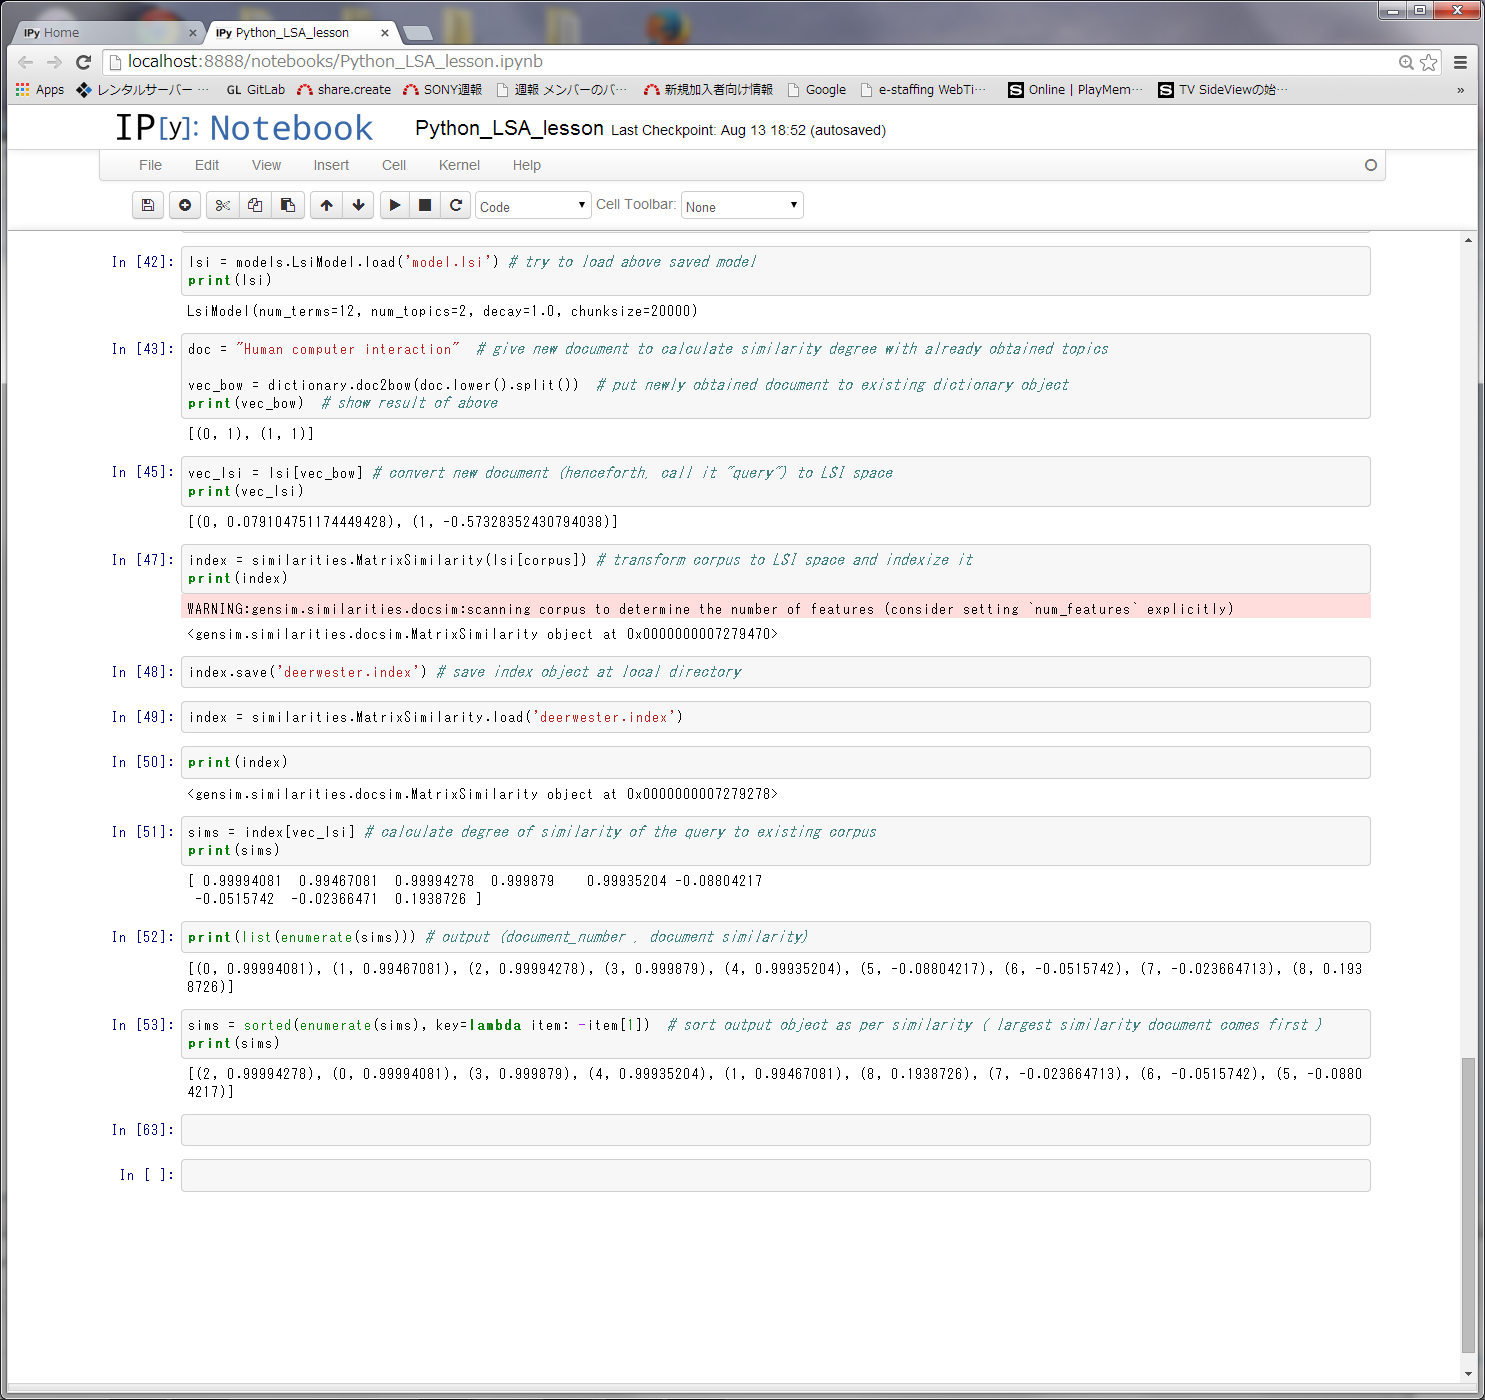 IPy Home
IPy Python_LSA_lesson
localhost:8888/notebooks/Python_LSA_lesson.ipynb
Apps レンタルサーバー … GL GitLab share.create SONY週報 週報 メンバーのバ… 新規加入者向け情報 Google e-staffing WebTi… Online | PlayMem… TV SideViewの始… »
IP[y]: Notebook Python_LSA_lesson Last Checkpoint: Aug 13 18:52 (autosaved)
File Edit View Insert Cell Kernel Help
Code Cell Toolbar: None
In [42]: lsi = models.LsiModel.load('model.lsi') # try to load above saved model
print(lsi)
LsiModel(num_terms=12, num_topics=2, decay=1.0, chunksize=20000)
In [43]: doc = "Human computer interaction"  # give new document to calculate similarity degree with already obtained topics
vec_bow = dictionary.doc2bow(doc.lower().split())  # put newly obtained document to existing dictionary object
print(vec_bow)  # show result of above
[(0, 1), (1, 1)]
In [45]: vec_lsi = lsi[vec_bow] # convert new document (henceforth, call it "query") to LSI space
print(vec_lsi)
[(0, 0.079104751174449428), (1, -0.57328352430794038)]
In [47]: index = similarities.MatrixSimilarity(lsi[corpus]) # transform corpus to LSI space and indexize it
print(index)
WARNING:gensim.similarities.docsim:scanning corpus to determine the number of features (consider setting `num_features` explicitly)
<gensim.similarities.docsim.MatrixSimilarity object at 0x0000000007279470>
In [48]: index.save('deerwester.index') # save index object at local directory
In [49]: index = similarities.MatrixSimilarity.load('deerwester.index')
In [50]: print(index)
<gensim.similarities.docsim.MatrixSimilarity object at 0x0000000007279278>
In [51]: sims = index[vec_lsi] # calculate degree of similarity of the query to existing corpus
print(sims)
[ 0.99994081  0.99467081  0.99994278  0.999879    0.99935204 -0.08804217
-0.0515742  -0.02366471  0.1938726 ]
In [52]: print(list(enumerate(sims))) # output (document_number , document similarity)
[(0, 0.99994081), (1, 0.99467081), (2, 0.99994278), (3, 0.999879), (4, 0.99935204), (5, -0.08804217), (6, -0.0515742), (7, -0.023664713), (8, 0.193
8726)]
In [53]: sims = sorted(enumerate(sims), key=lambda item: -item[1])  # sort output object as per similarity ( largest similarity document comes first )
print(sims)
[(2, 0.99994278), (0, 0.99994081), (3, 0.999879), (4, 0.99935204), (1, 0.99467081), (8, 0.1938726), (7, -0.023664713), (6, -0.0515742), (5, -0.0880
4217)]
In [63]:
In [ ]: